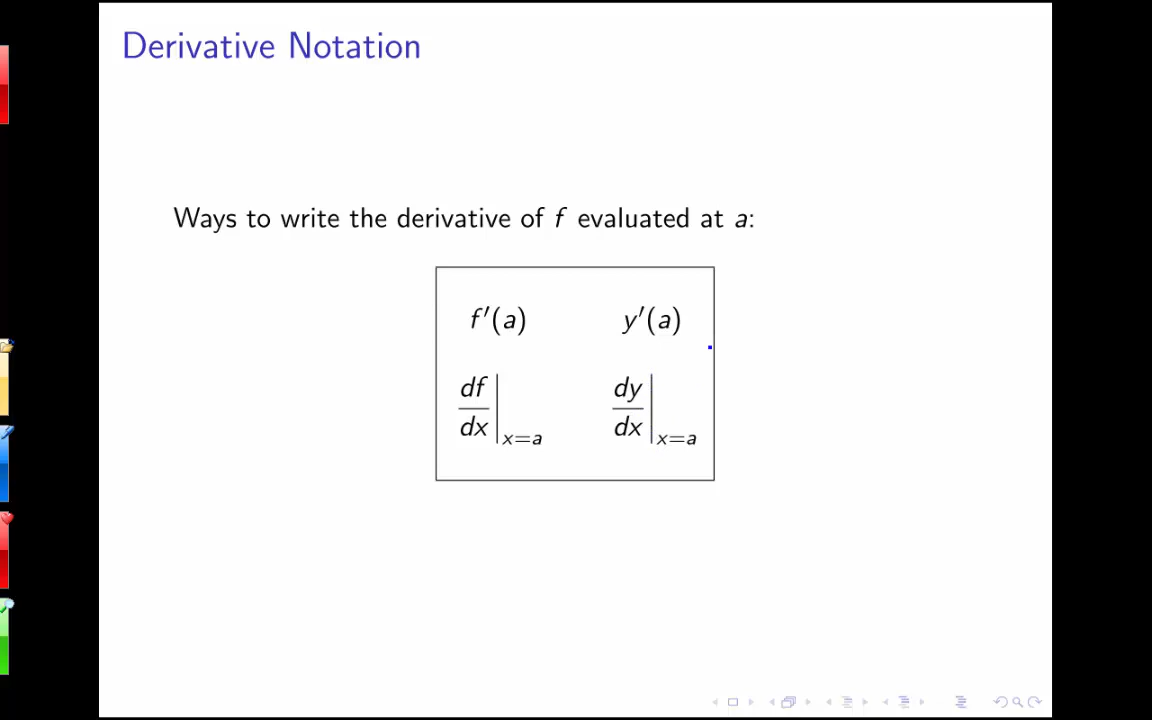 Derivative Notation
Ways to write the derivative of f evaluated at a:
f′(a) y′(a)
df/dx|x=a dy/dx|x=a